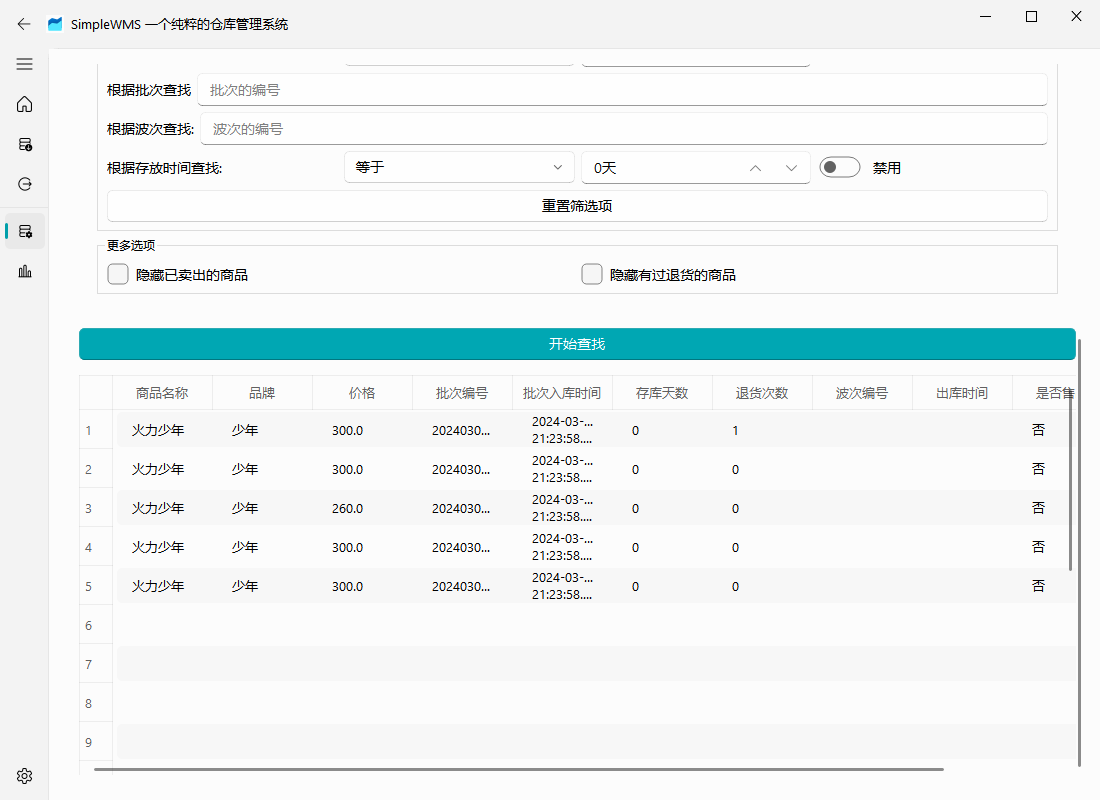 SimpleWMS 一个纯粹的仓库管理系统
根据批次查找 批次的编号
根据波次查找: 波次的编号
根据存放时间查找: 等于 0天 禁用
重置筛选项
更多选项
隐藏已卖出的商品 隐藏有过退货的商品
开始查找
商品名称 品牌 价格 批次编号 批次入库时间 存库天数 退货次数 波次编号 出库时间 是否售
1 火力少年 少年 300.0 2024030... 2024-03-... 0 1 否
21:23:58....
2 火力少年 少年 300.0 2024030... 2024-03-... 0 0 否
21:23:58....
3 火力少年 少年 260.0 2024030... 2024-03-... 0 0 否
21:23:58....
4 火力少年 少年 300.0 2024030... 2024-03-... 0 0 否
21:23:58....
5 火力少年 少年 300.0 2024030... 2024-03-... 0 0 否
21:23:58....
6
7
8
9